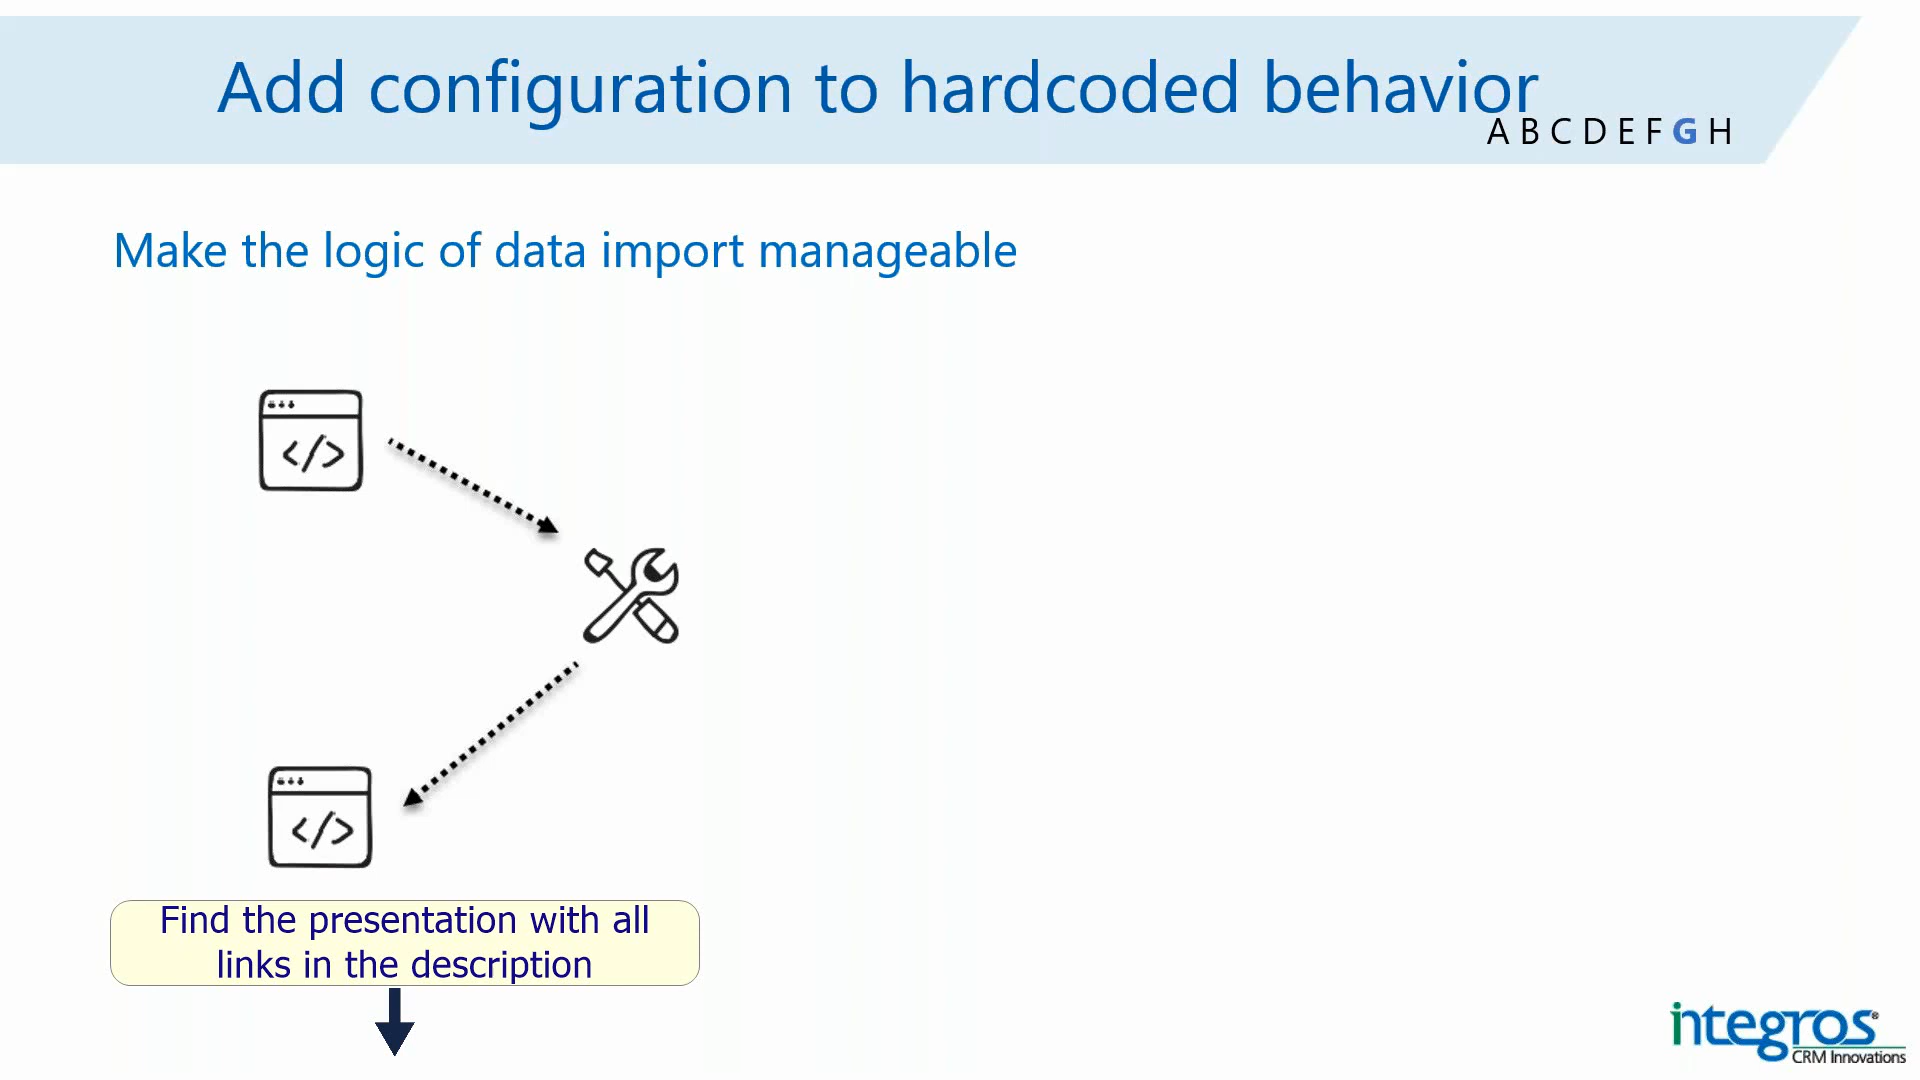 Add configuration to hardcoded behavior
A B C D E F G H
Make the logic of data import manageable
</>
</>
Find the presentation with all
links in the description
integros®
CRM Innovations